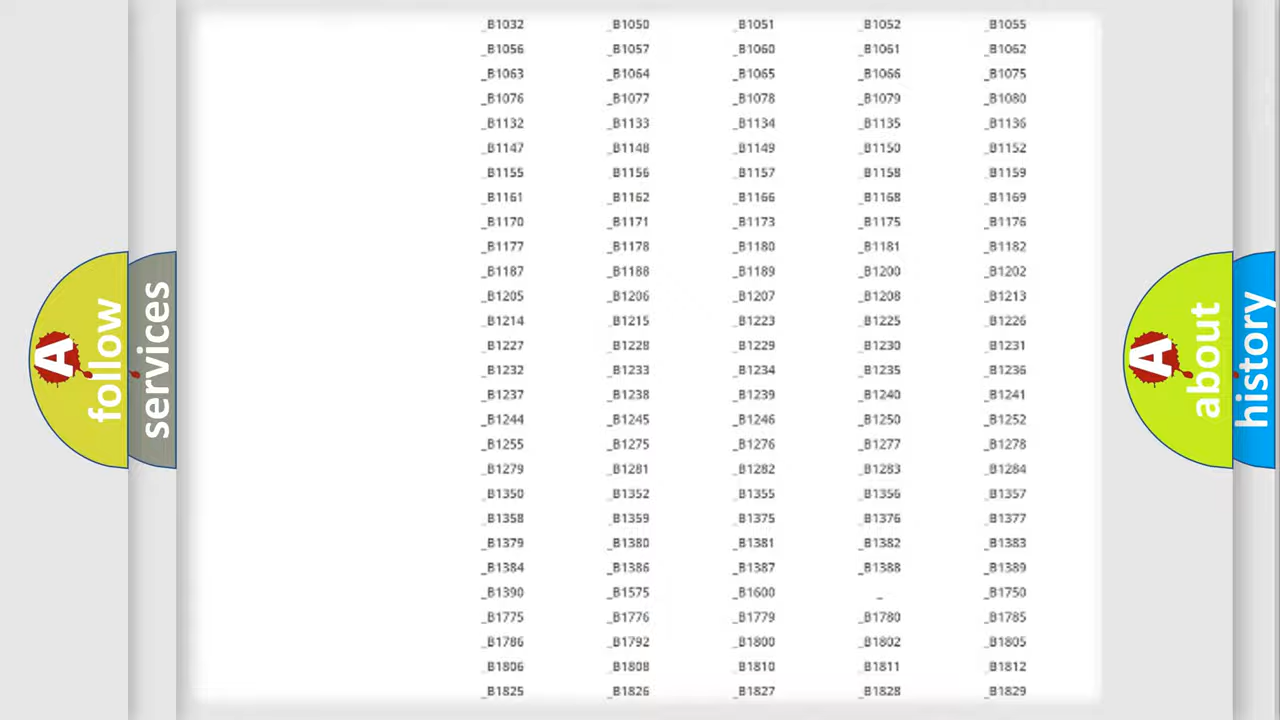 _B1032 _B1050 _B1051 _B1052 _B1055
_B1056 _B1057 _B1060 _B1061 _B1062
_B1063 _B1064 _B1065 _B1066 _B1075
_B1076 _B1077 _B1078 _B1079 _B1080
_B1132 _B1133 _B1134 _B1135 _B1136
_B1147 _B1148 _B1149 _B1150 _B1152
_B1155 _B1156 _B1157 _B1158 _B1159
_B1161 _B1162 _B1166 _B1168 _B1169
_B1170 _B1171 _B1173 _B1175 _B1176
_B1177 _B1178 _B1180 _B1181 _B1182
_B1187 _B1188 _B1189 _B1200 _B1202
_B1205 _B1206 _B1207 _B1208 _B1213
_B1214 _B1215 _B1223 _B1225 _B1226
_B1227 _B1228 _B1229 _B1230 _B1231
_B1232 _B1233 _B1234 _B1235 _B1236
_B1237 _B1238 _B1239 _B1240 _B1241
_B1244 _B1245 _B1246 _B1250 _B1252
_B1255 _B1275 _B1276 _B1277 _B1278
_B1279 _B1281 _B1282 _B1283 _B1284
_B1350 _B1352 _B1355 _B1356 _B1357
_B1358 _B1359 _B1375 _B1376 _B1377
_B1379 _B1380 _B1381 _B1382 _B1383
_B1384 _B1386 _B1387 _B1388 _B1389
_B1390 _B1575 _B1600 _ _B1750
_B1775 _B1776 _B1779 _B1780 _B1785
_B1786 _B1792 _B1800 _B1802 _B1805
_B1806 _B1808 _B1810 _B1811 _B1812
_B1825 _B1826 _B1827 _B1828 _B1829
A follow
services
A about
history